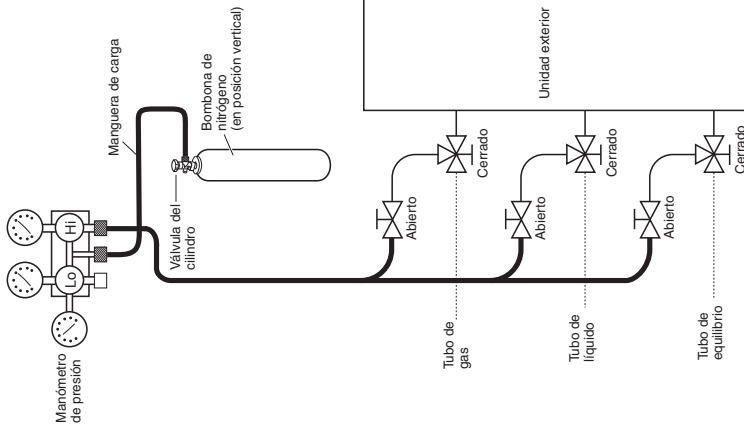 Manómetro
de presión
Lo
Hi
Manguera de carga
Válvula del
cilindro
Bombona de
nitrógeno
(en posición vertical)
Unidad exterior
Abierto
Cerrado
Tubo de
gas
Abierto
Cerrado
Tubo de
líquido
Abierto
Cerrado
Tubo de
equilibrio